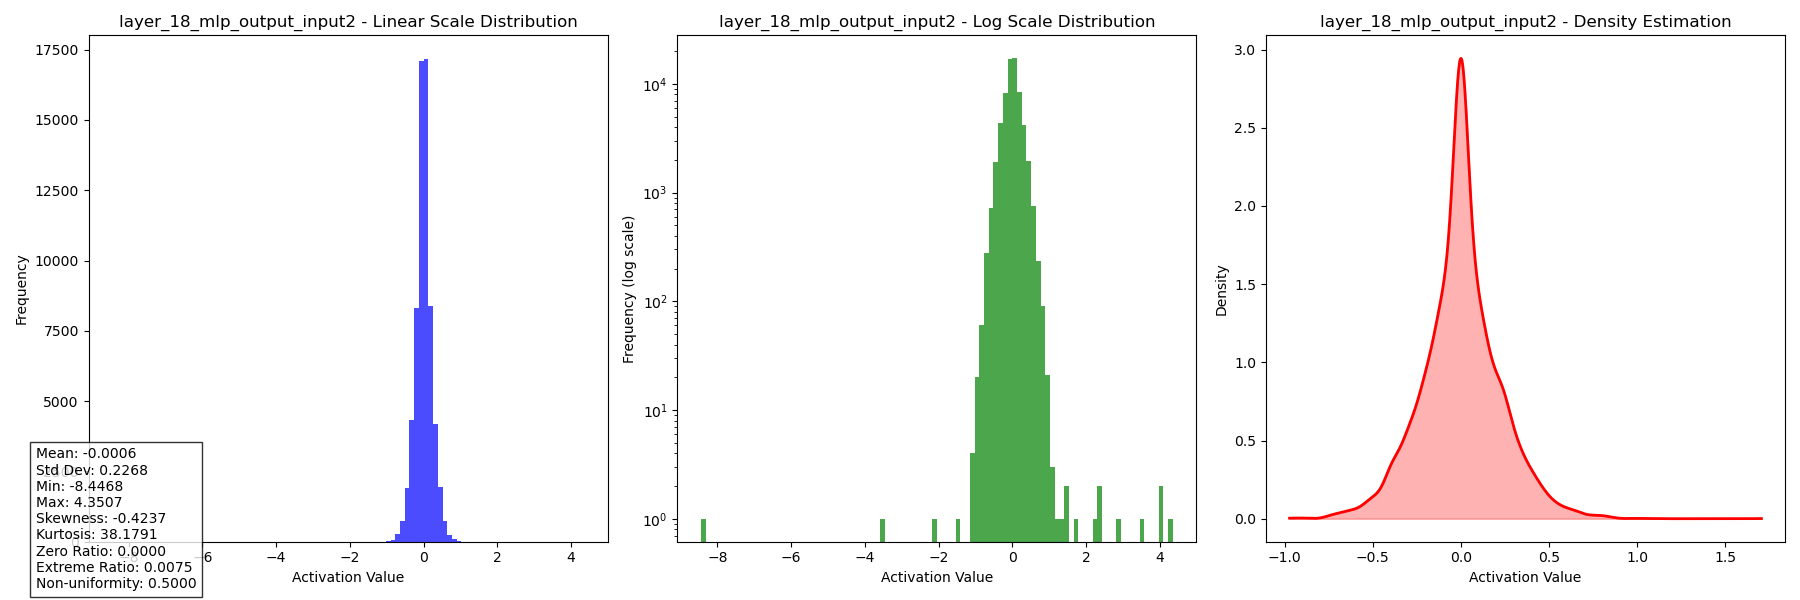 layer_18_mlp_output_input2 - Linear Scale Distribution
17500
15000
12500
10000
7500
5000
Frequency
−6
−4
−2
0
2
4
Activation Value
Mean: -0.0006
Std Dev: 0.2268
Min: -8.4468
Max: 4.3507
Skewness: -0.4237
Kurtosis: 38.1791
Zero Ratio: 0.0000
Extreme Ratio: 0.0075
Non-uniformity: 0.5000
layer_18_mlp_output_input2 - Log Scale Distribution
10^4
10^3
10^2
10^1
10^0
Frequency (log scale)
−8
−6
−4
−2
0
2
4
Activation Value
layer_18_mlp_output_input2 - Density Estimation
3.0
2.5
2.0
1.5
1.0
0.5
0.0
Density
−1.0
−0.5
0.0
0.5
1.0
1.5
Activation Value